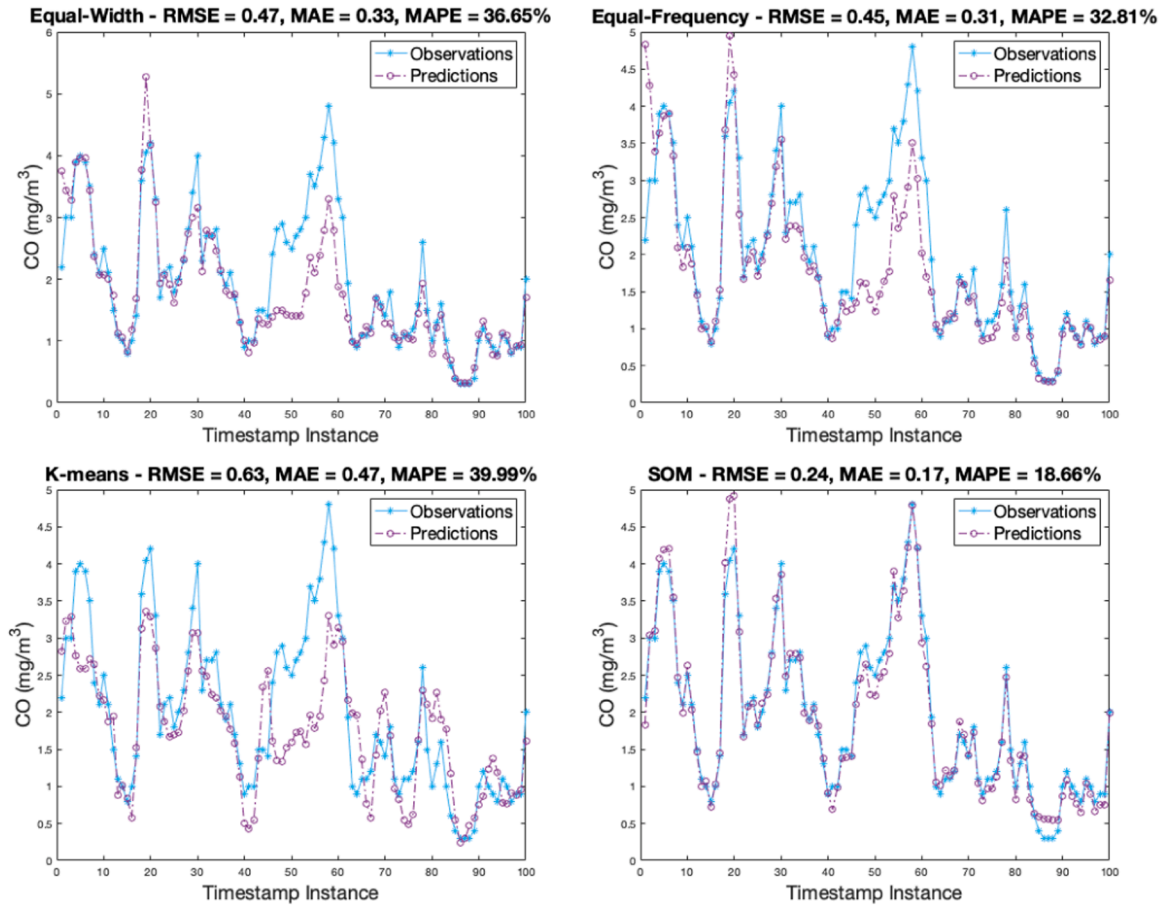 Equal-Width - RMSE = 0.47, MAE = 0.33, MAPE = 36.65%
6
5
4
3
2
1
0
CO (mg/m³)
Observations
Predictions
0 10 20 30 40 50 60 70 80 90 100
Timestamp Instance
Equal-Frequency - RMSE = 0.45, MAE = 0.31, MAPE = 32.81%
5
4.5
4
3.5
3
2.5
2
1.5
1
0.5
0
CO (mg/m³)
Observations
Predictions
0 10 20 30 40 50 60 70 80 90 100
Timestamp Instance
K-means - RMSE = 0.63, MAE = 0.47, MAPE = 39.99%
5
4.5
4
3.5
3
2.5
2
1.5
1
0.5
0
CO (mg/m³)
Observations
Predictions
0 10 20 30 40 50 60 70 80 90 100
Timestamp Instance
SOM - RMSE = 0.24, MAE = 0.17, MAPE = 18.66%
5
4.5
4
3.5
3
2.5
2
1.5
1
0.5
0
CO (mg/m³)
Observations
Predictions
0 10 20 30 40 50 60 70 80 90 100
Timestamp Instance